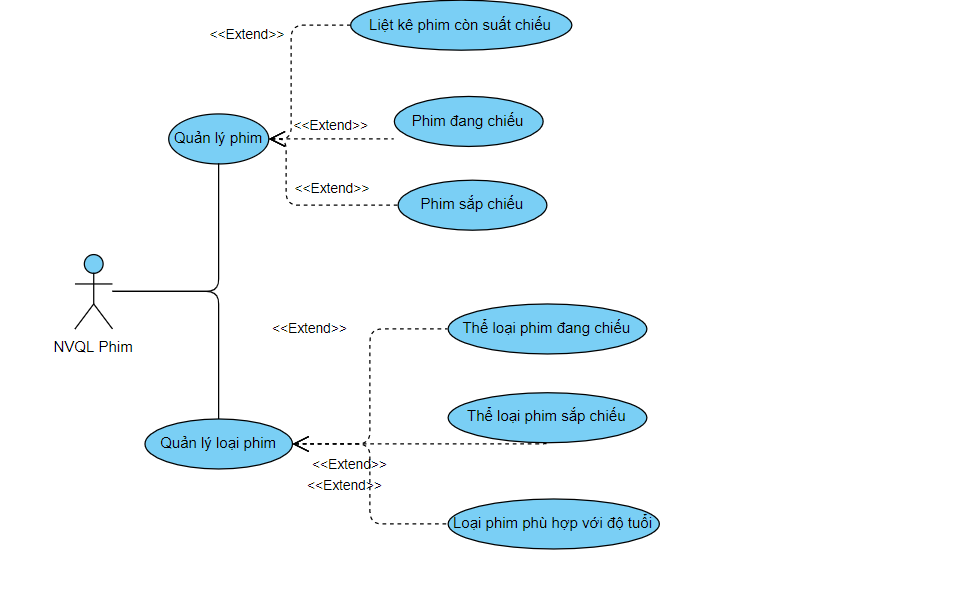 Liệt kê phim còn suất chiếu
<<Extend>>
Phim đang chiếu
<<Extend>>
Quản lý phim
<<Extend>>
Phim sắp chiếu
NVQL Phim
<<Extend>>
Thể loại phim đang chiếu
Thể loại phim sắp chiếu
Quản lý loại phim
<<Extend>>
<<Extend>>
Loại phim phù hợp với độ tuổi